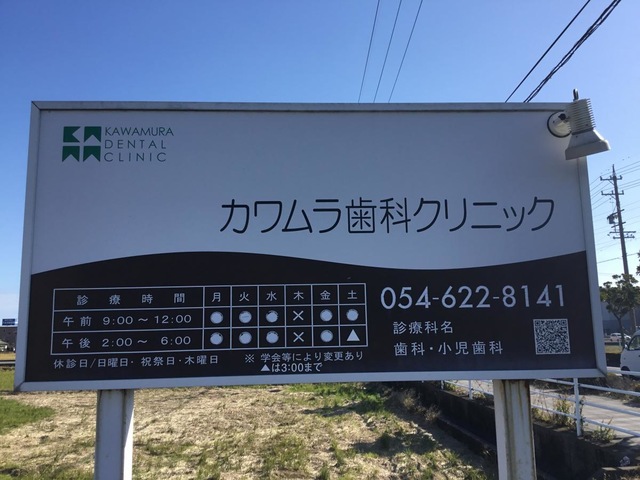 KAWAMURA
DENTAL
CLINIC
カワムラ歯科クリニック
診療時間 月 火 水 木 金 土
午前 9:00〜12:00 ● ● ● × ● ●
午後 2:00〜 6:00 ● ● ● × ● ▲
休診日/日曜日・祝祭日・木曜日
※ 学会等により変更あり
▲は3:00まで
054-622-8141
診療科名
歯科・小児歯科